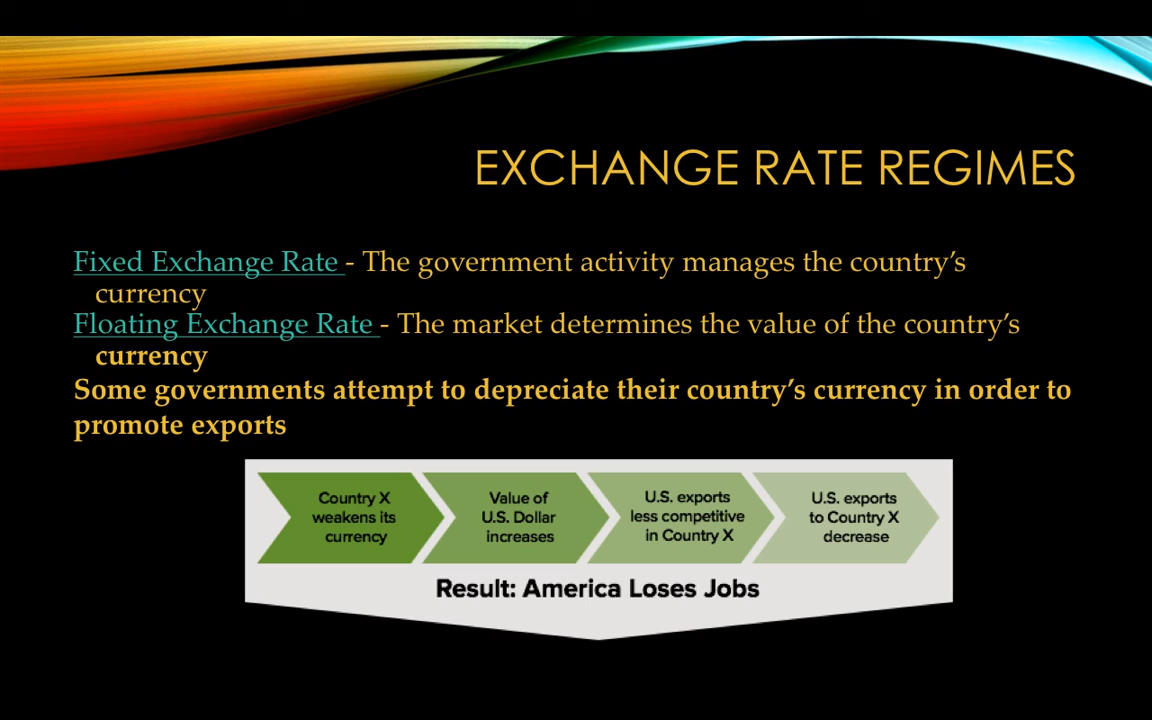 EXCHANGE RATE REGIMES
Fixed Exchange Rate - The government activity manages the country’s
currency
Floating Exchange Rate - The market determines the value of the country’s
currency
Some governments attempt to depreciate their country’s currency in order to
promote exports
Country X
weakens its
currency
Value of
U.S. Dollar
increases
U.S. exports
less competitive
in Country X
U.S. exports
to Country X
decrease
Result: America Loses Jobs